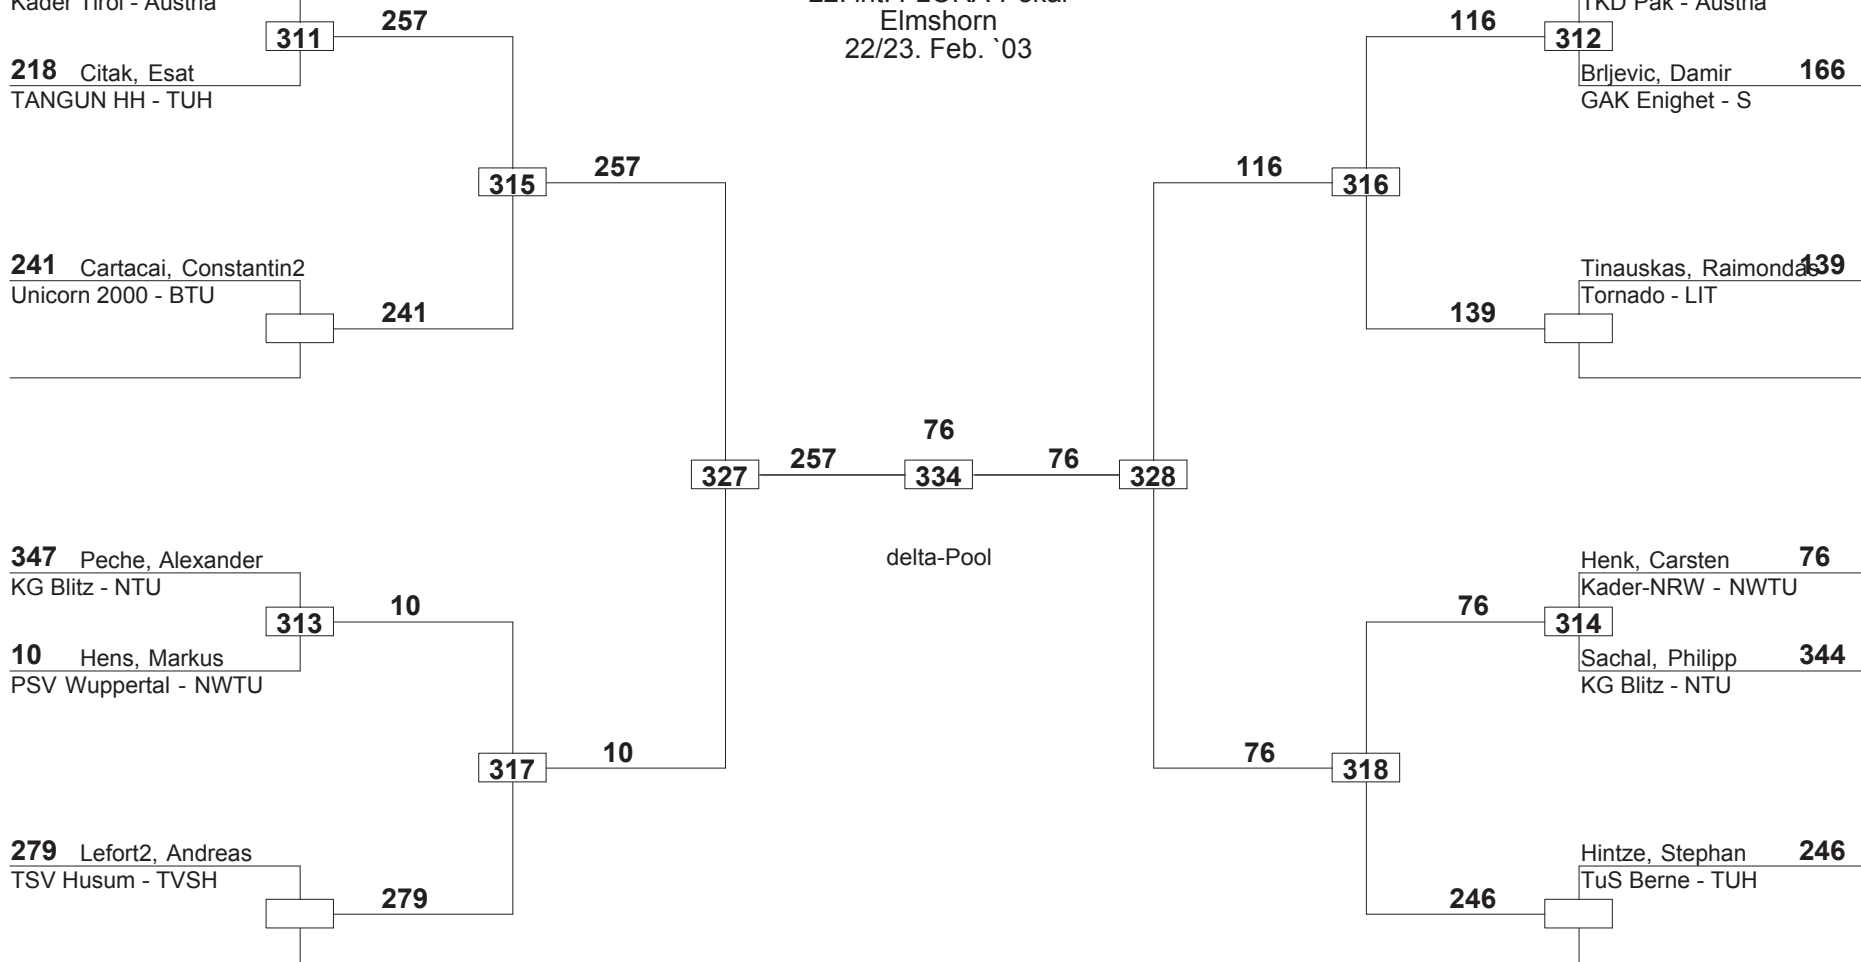 Kader Tirol - Austria
311
257
218 Citak, Esat
TANGUN HH - TUH
315
257
241 Cartacai, Constantin2
Unicorn 2000 - BTU
241
347 Peche, Alexander
KG Blitz - NTU
313
10
10 Hens, Markus
PSV Wuppertal - NWTU
317
10
279 Lefort2, Andreas
TSV Husum - TVSH
279
22. int. FLORA-Pokal
Elmshorn
22/23. Feb. `03
76
327
257
334
76
328
delta-Pool
TKD Pak - Austria
116
312
Brljevic, Damir 166
GAK Enighet - S
116
316
Tinauskas, Raimondas 139
Tornado - LIT
139
Henk, Carsten 76
Kader-NRW - NWTU
76
314
Sachal, Philipp 344
KG Blitz - NTU
76
318
Hintze, Stephan 246
TuS Berne - TUH
246